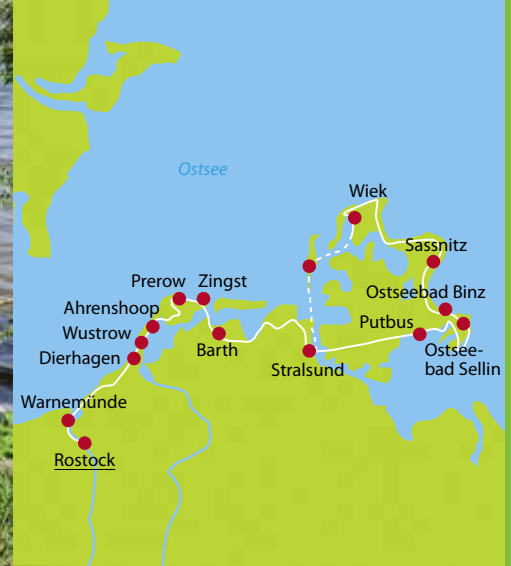 Ostsee
Wiek
Sassnitz
Prerow Zingst
Ostseebad Binz
Ahrenshoop
Putbus
Wustrow
Barth
Ostsee-
bad Sellin
Dierhagen
Stralsund
Warnemünde
Rostock